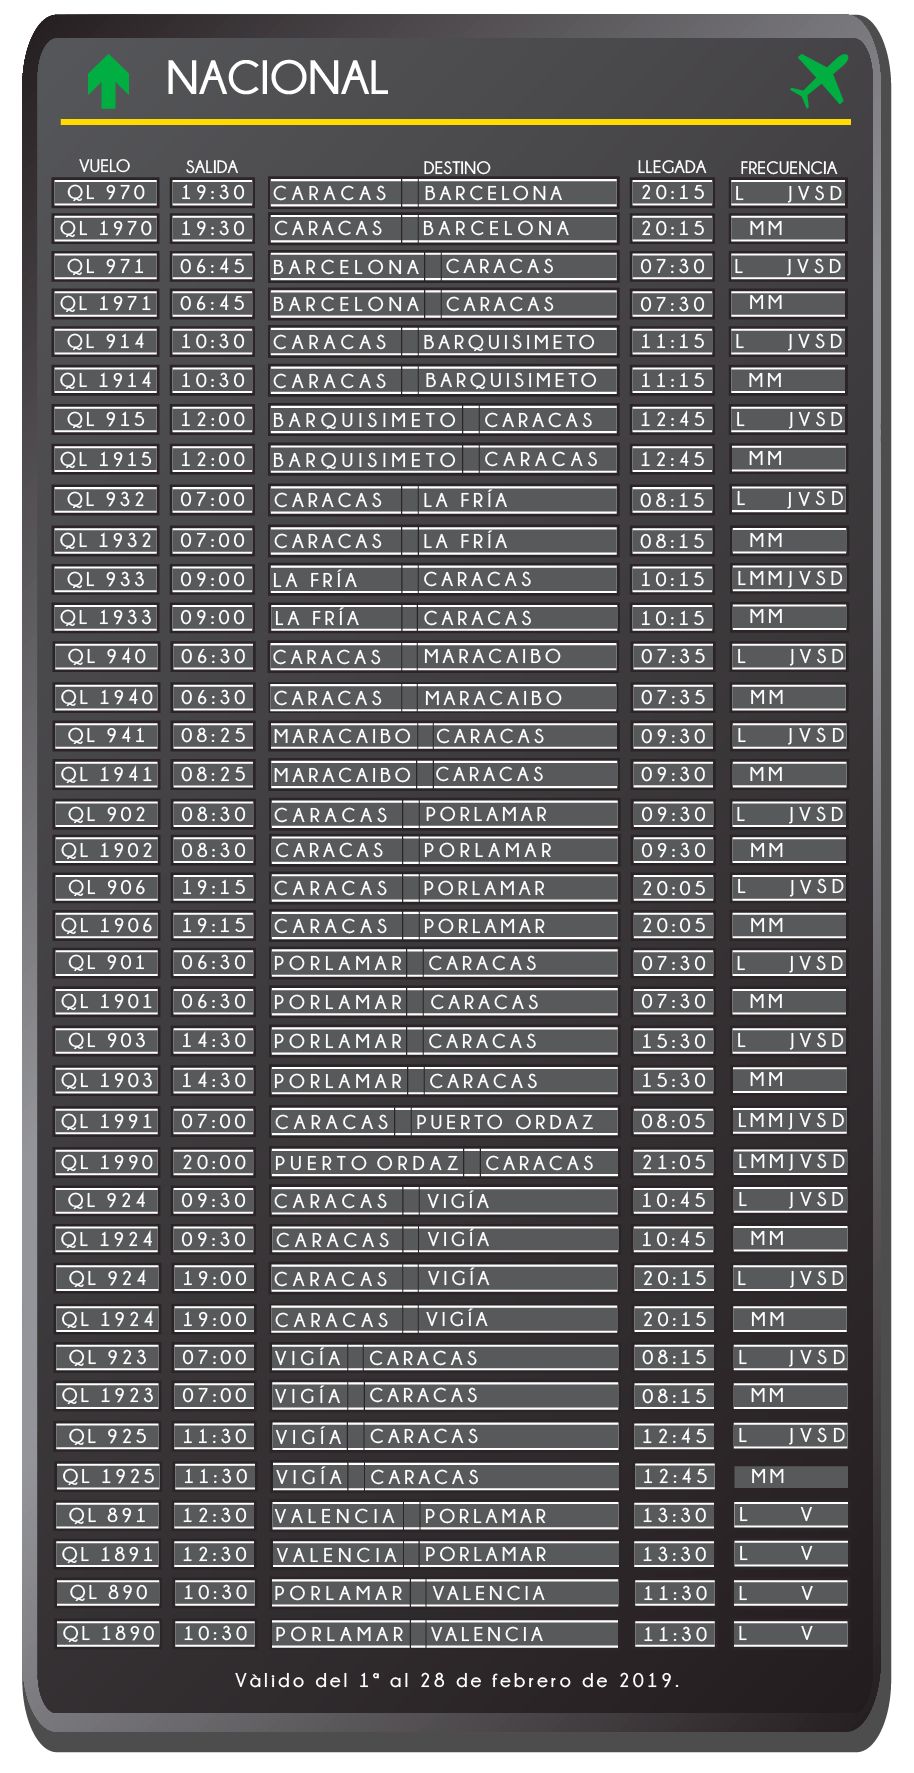 NACIONAL
VUELO SALIDA DESTINO LLEGADA FRECUENCIA
QL 970 19:30 CARACAS BARCELONA 20:15 L JVSD
QL 1970 19:30 CARACAS BARCELONA 20:15 MM
QL 971 06:45 BARCELONA CARACAS 07:30 L JVSD
QL 1971 06:45 BARCELONA CARACAS 07:30 MM
QL 914 10:30 CARACAS BARQUISIMETO 11:15 L JVSD
QL 1914 10:30 CARACAS BARQUISIMETO 11:15 MM
QL 915 12:00 BARQUISIMETO CARACAS 12:45 L JVSD
QL 1915 12:00 BARQUISIMETO CARACAS 12:45 MM
QL 932 07:00 CARACAS LA FRÍA 08:15 L JVSD
QL 1932 07:00 CARACAS LA FRÍA 08:15 MM
QL 933 09:00 LA FRÍA CARACAS 10:15 LMMJVSD
QL 1933 09:00 LA FRÍA CARACAS 10:15 MM
QL 940 06:30 CARACAS MARACAIBO 07:35 L JVSD
QL 1940 06:30 CARACAS MARACAIBO 07:35 MM
QL 941 08:25 MARACAIBO CARACAS 09:30 L JVSD
QL 1941 08:25 MARACAIBO CARACAS 09:30 MM
QL 902 08:30 CARACAS PORLAMAR 09:30 L JVSD
QL 1902 08:30 CARACAS PORLAMAR 09:30 MM
QL 906 19:15 CARACAS PORLAMAR 20:05 L JVSD
QL 1906 19:15 CARACAS PORLAMAR 20:05 MM
QL 901 06:30 PORLAMAR CARACAS 07:30 L JVSD
QL 1901 06:30 PORLAMAR CARACAS 07:30 MM
QL 903 14:30 PORLAMAR CARACAS 15:30 L JVSD
QL 1903 14:30 PORLAMAR CARACAS 15:30 MM
QL 1991 07:00 CARACAS PUERTO ORDAZ 08:05 LMMJVSD
QL 1990 20:00 PUERTO ORDAZ CARACAS 21:05 LMMJVSD
QL 924 09:30 CARACAS VIGÍA 10:45 L JVSD
QL 1924 09:30 CARACAS VIGÍA 10:45 MM
QL 924 19:00 CARACAS VIGÍA 20:15 L JVSD
QL 1924 19:00 CARACAS VIGÍA 20:15 MM
QL 923 07:00 VIGÍA CARACAS 08:15 L JVSD
QL 1923 07:00 VIGÍA CARACAS 08:15 MM
QL 925 11:30 VIGÍA CARACAS 12:45 L JVSD
QL 1925 11:30 VIGÍA CARACAS 12:45 MM
QL 891 12:30 VALENCIA PORLAMAR 13:30 L V
QL 1891 12:30 VALENCIA PORLAMAR 13:30 L V
QL 890 10:30 PORLAMAR VALENCIA 11:30 L V
QL 1890 10:30 PORLAMAR VALENCIA 11:30 L V
Vàlido del 1ª al 28 de febrero de 2019.